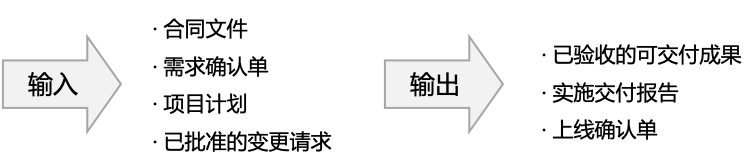 输入
· 合同文件
· 需求确认单
· 项目计划
· 已批准的变更请求
输出
· 已验收的可交付成果
· 实施交付报告
· 上线确认单